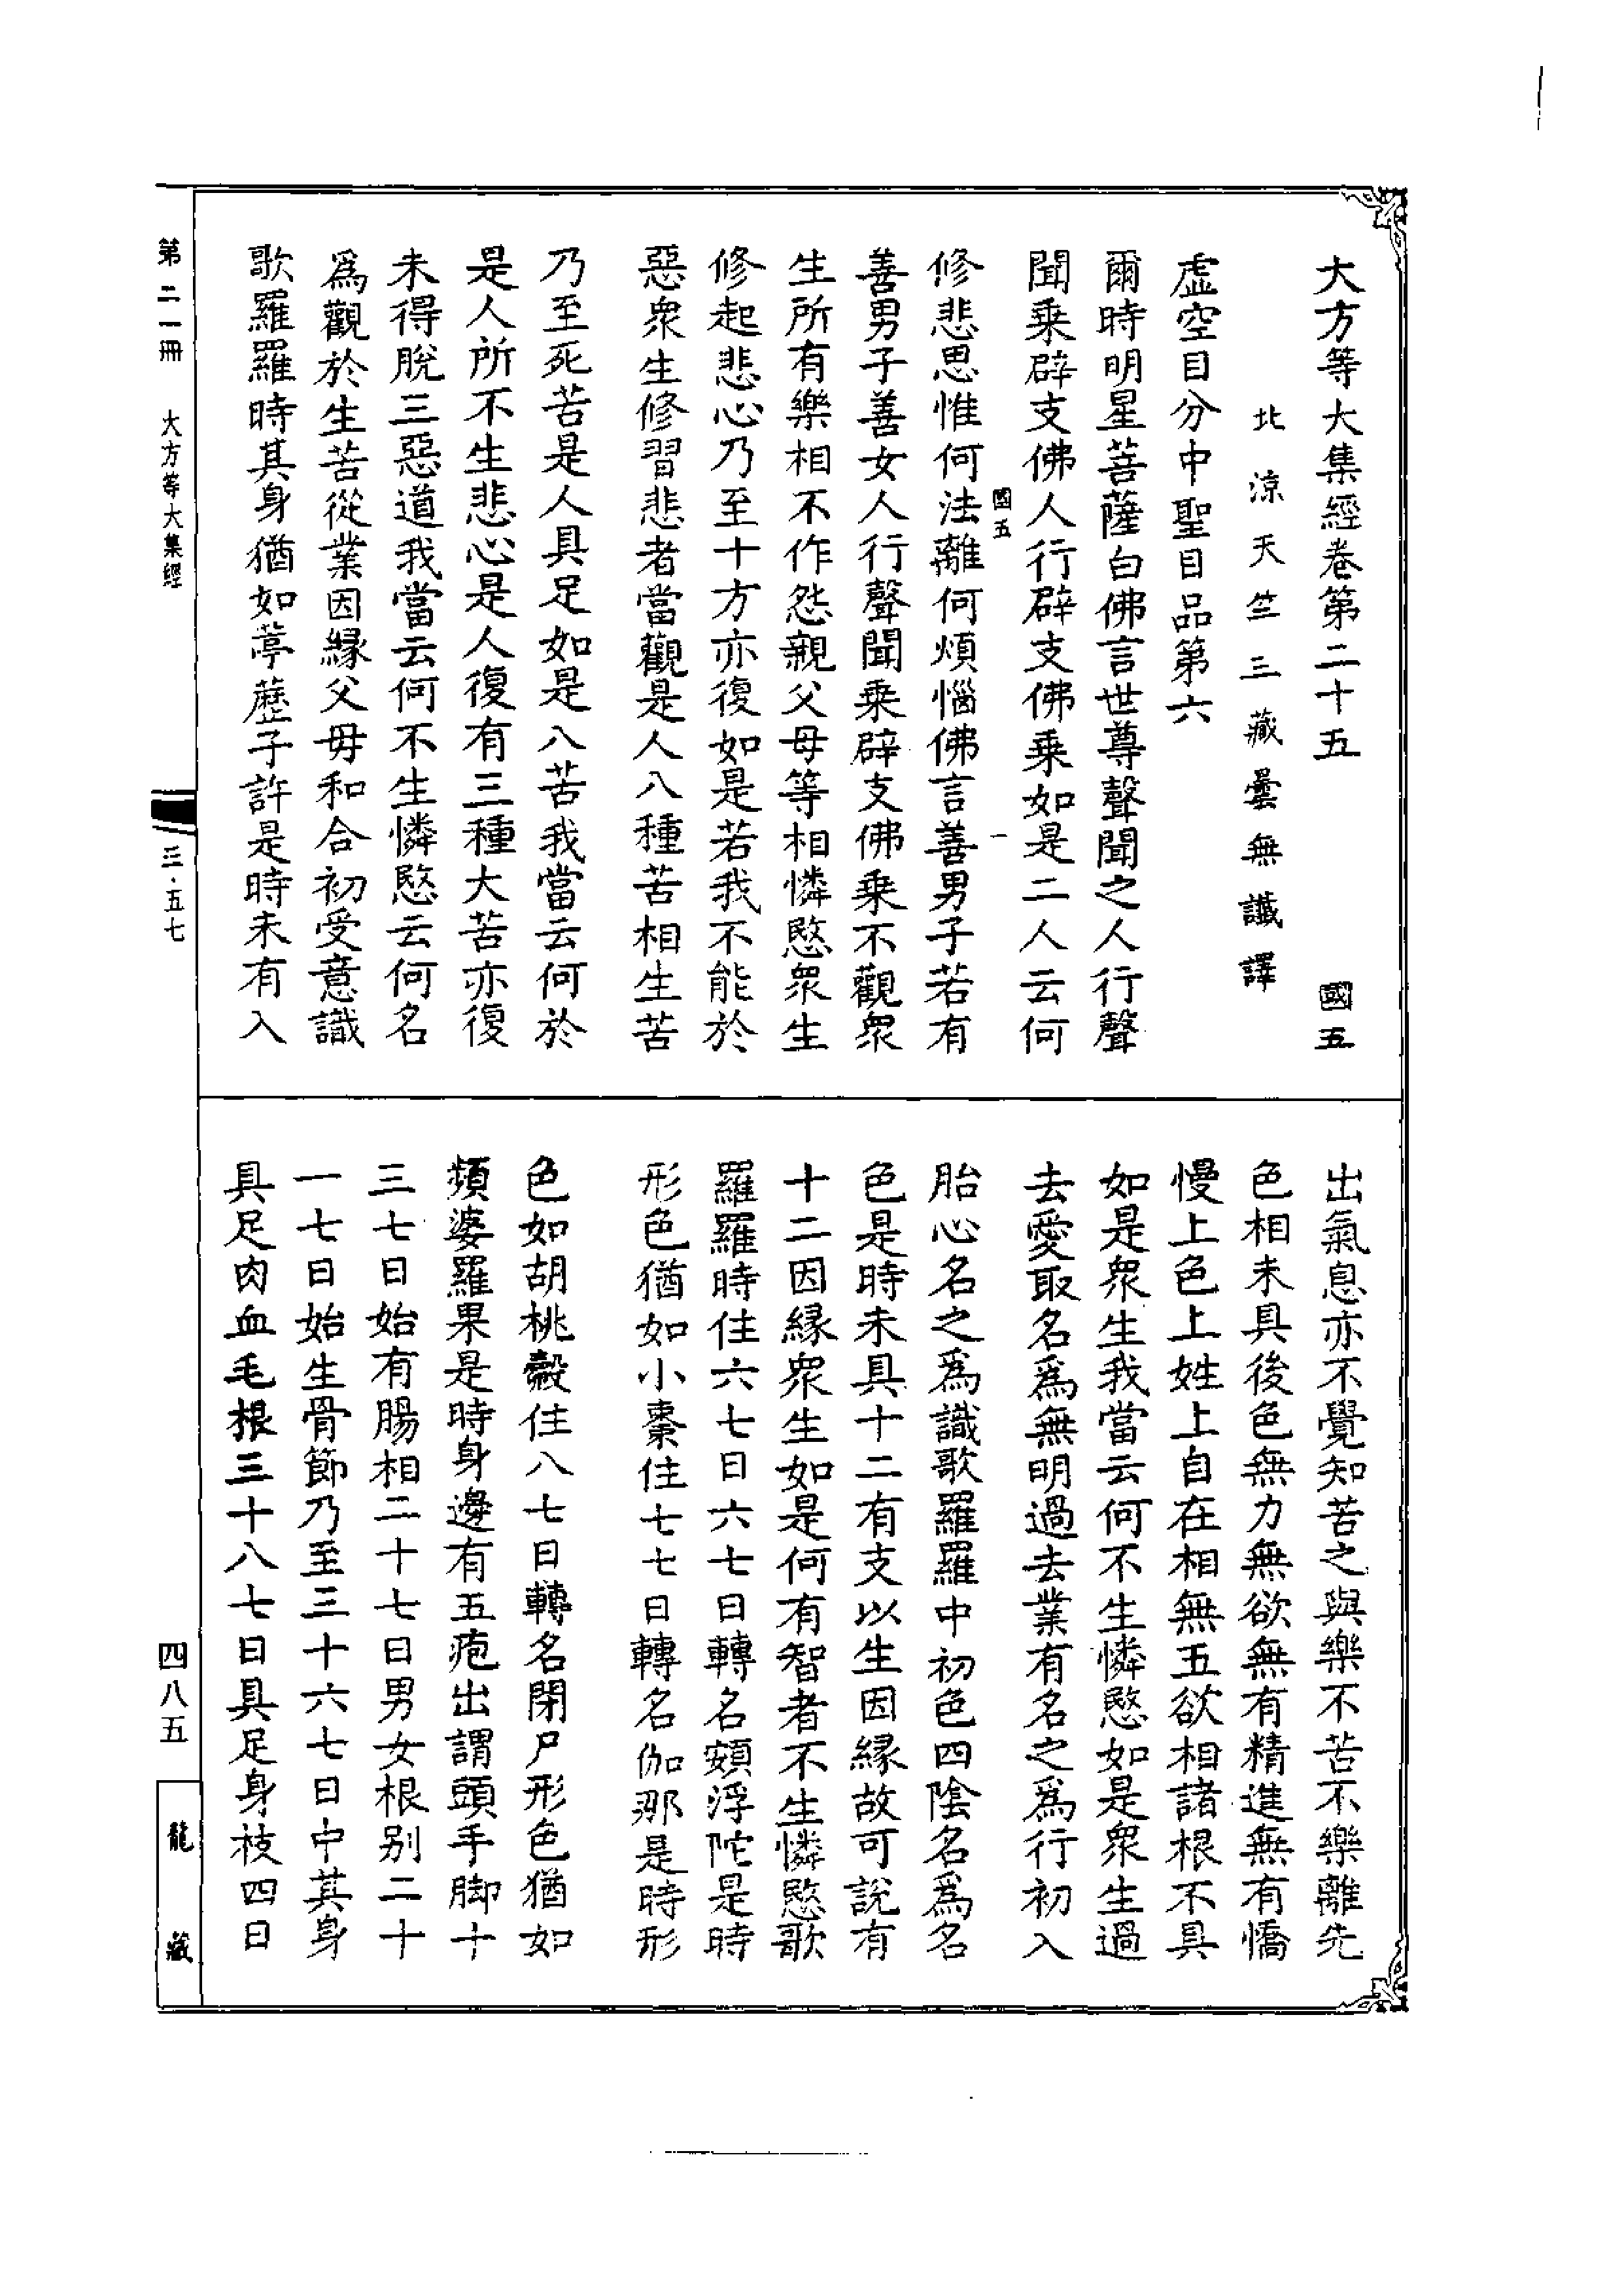 大方等大集經卷第二十五　國五
北涼天竺三藏曇無讖譯
虛空目分中聖目品第六
爾時明星菩薩白佛言世尊聲聞之人行聲
聞乘辟支佛人行辟支佛乘如是二人云何
國五　一
修悲思惟何法離何煩惱佛言善男子若有
善男子善女人行聲聞乘辟支佛乘不觀衆
生所有樂相不作怨親父母等相憐愍衆生
修起悲心乃至十方亦復如是若我不能於
惡衆生修習悲者當觀是人八種苦相生苦
乃至死苦是人具足如是八苦我當云何於
是人所不生悲心是人復有三種大苦亦復
未得脫三惡道我當云何不生憐愍云何名
爲觀於生苦從業因縁父母和合初受意識
歌羅羅時其身猶如葶藶子許是時未有入
出氣息亦不覺知苦之與樂不苦不樂離先
色相未具後色無力無欲無有精進無有憍
慢上色上姓上自在相無五欲相諸根不具
如是衆生我當云何不生憐愍如是衆生過
去愛取名爲無明過去業有名之爲行初入
胎心名之爲識歌羅羅中初色四陰名爲名
色是時未具十二有支以生因縁故可說有
十二因縁衆生如是何有智者不生憐愍歌
羅羅時住六七日六七日轉名頞浮陀是時
形色猶如小棗住七七日轉名伽那是時形
色如胡桃縠住八七日轉名閉尸形色猶如
頻婆羅果是時身邊有五疱出謂頭手脚十
三七日始有腸相二十七日男女根别二十
一七日始生骨節乃至三十六七日中其身
具足肉血毛根三十八七日具足身枝四日
第二一冊　大方等大集經　三·五七　四八五　龍藏